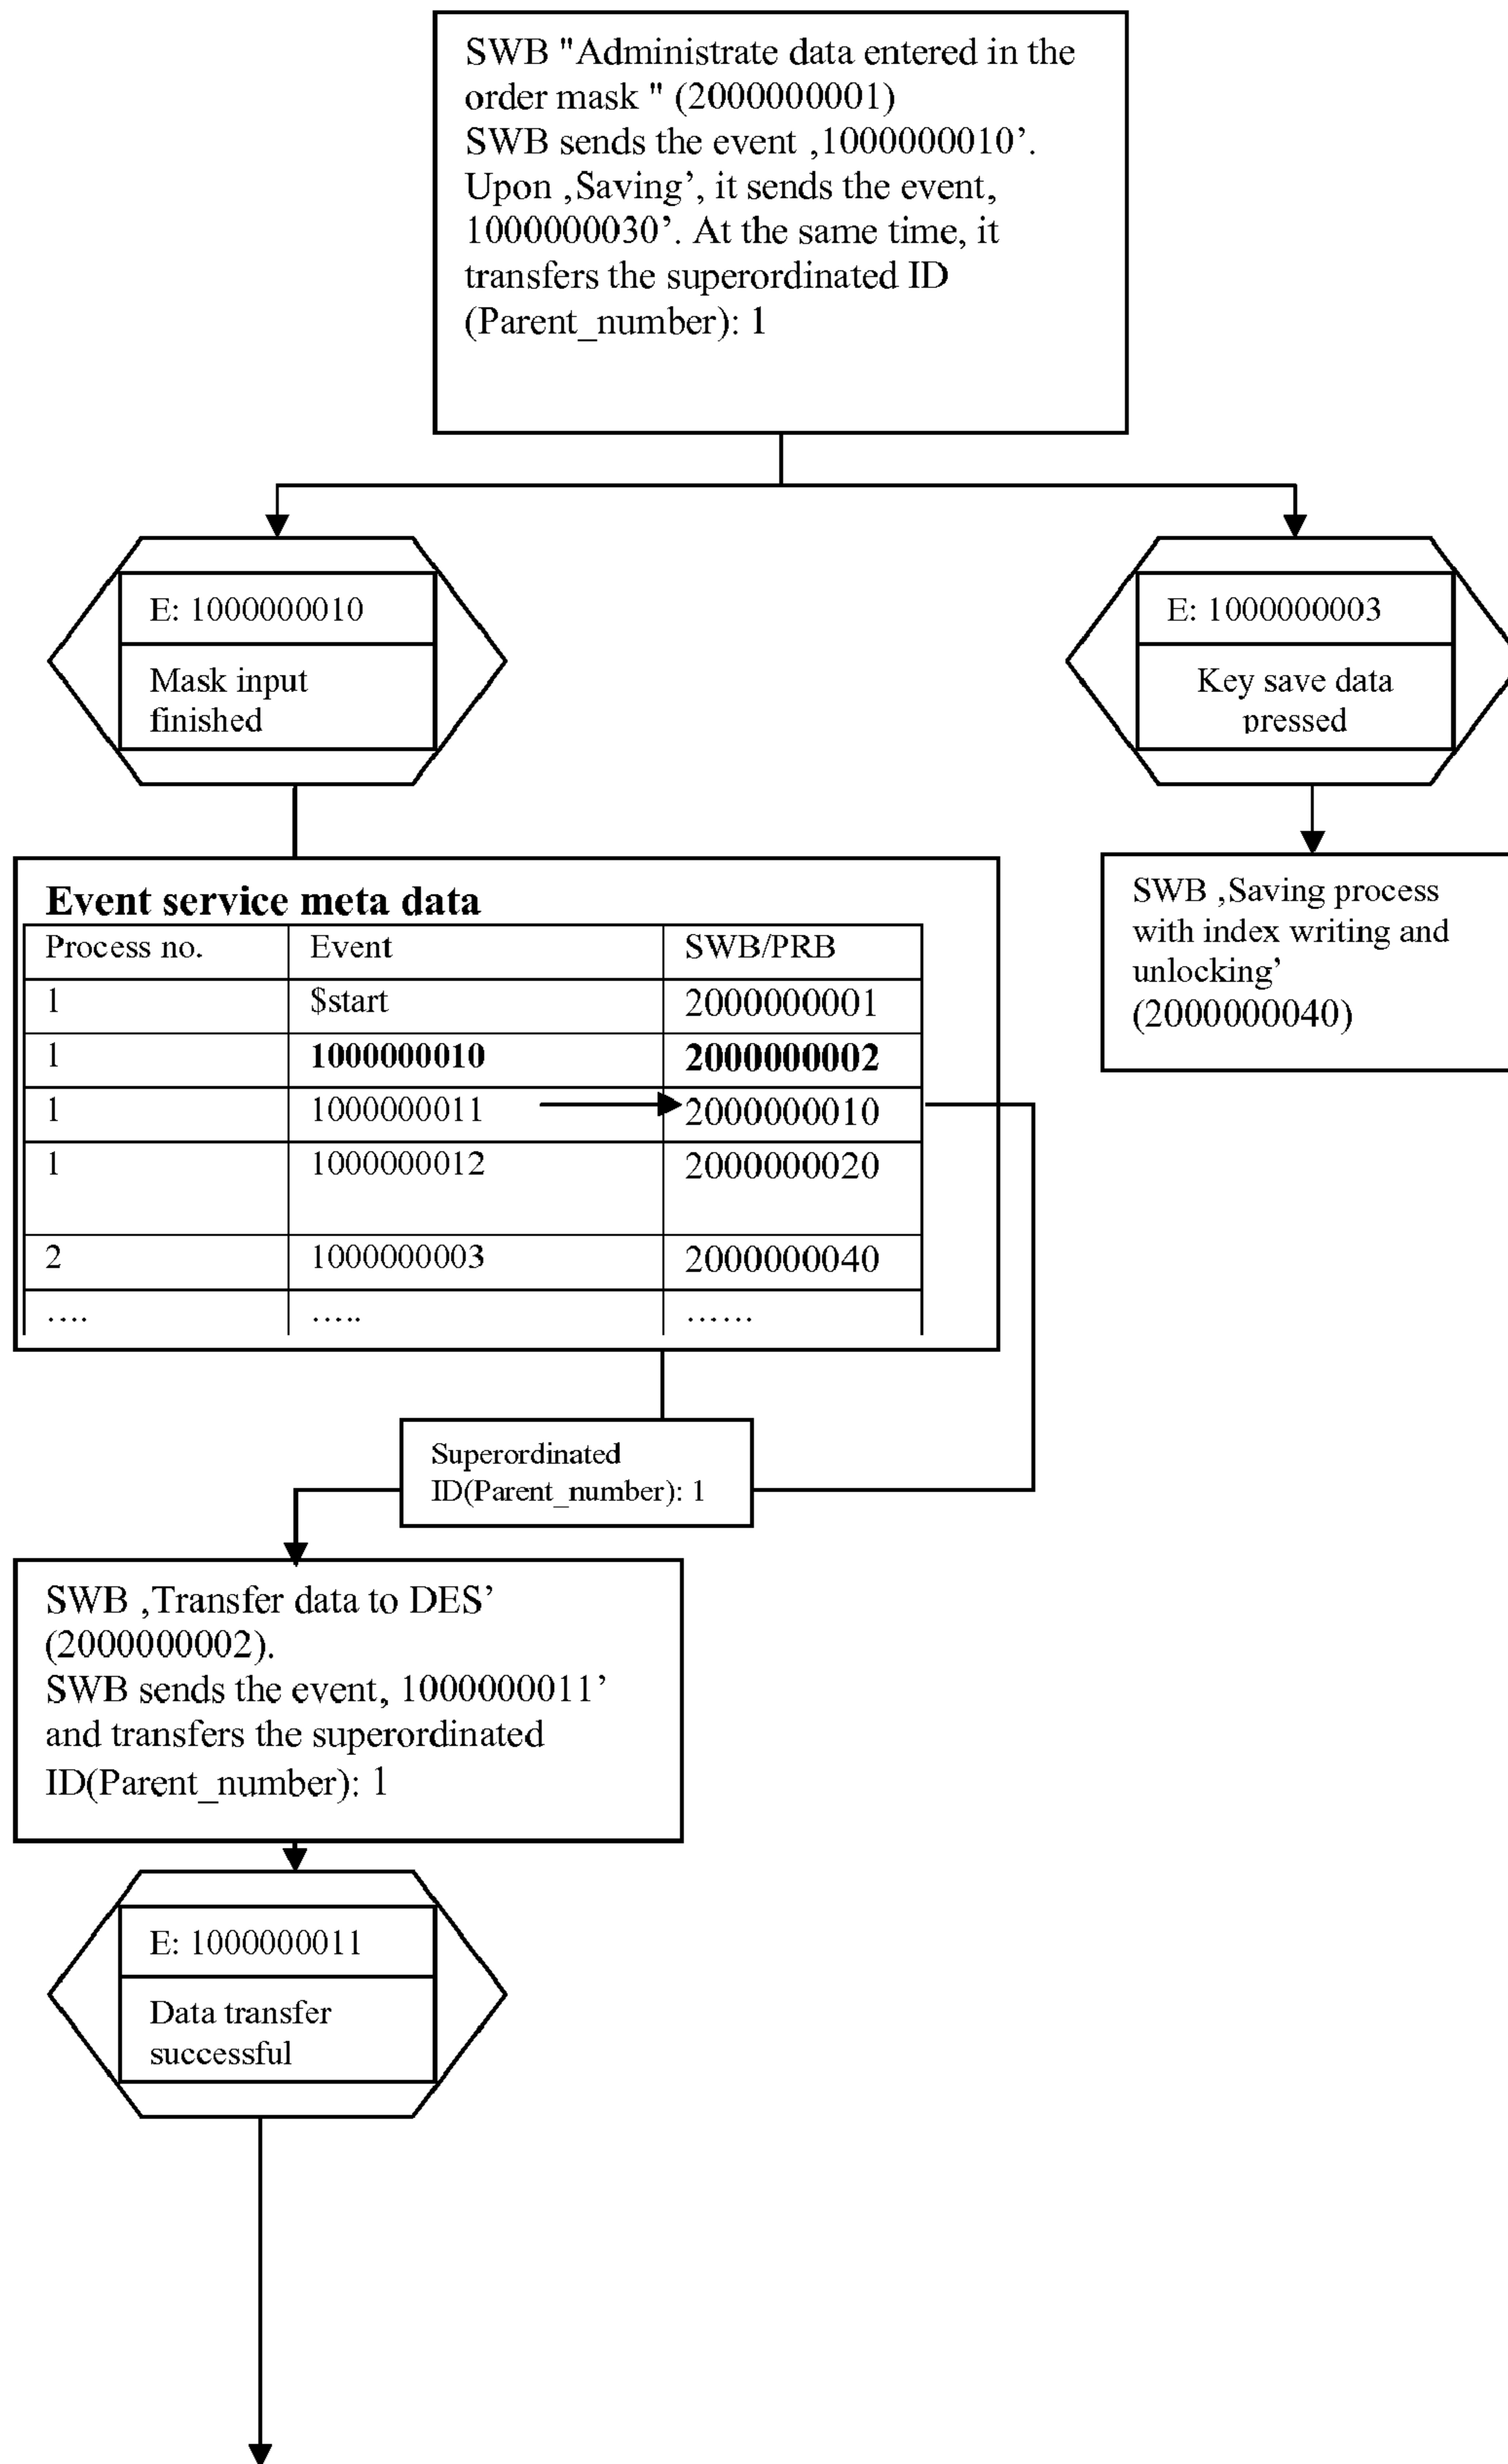 SWB "Administrate data entered in the
order mask " (2000000001)
SWB sends the event ,1000000010’.
Upon ,Saving’, it sends the event,
1000000030’. At the same time, it
transfers the superordinated ID
(Parent_number): 1
E: 1000000010
Mask input
finished
E: 1000000003
Key save data
pressed
Event service meta data
Process no. Event SWB/PRB
1 $start 2000000001
1 1000000010 2000000002
1 1000000011 2000000010
1 1000000012 2000000020
2 1000000003 2000000040
.... ..... ......
SWB ,Saving process
with index writing and
unlocking’
(2000000040)
Superordinated
ID(Parent_number): 1
SWB ,Transfer data to DES’
(2000000002).
SWB sends the event, 1000000011’
and transfers the superordinated
ID(Parent_number): 1
E: 1000000011
Data transfer
successful